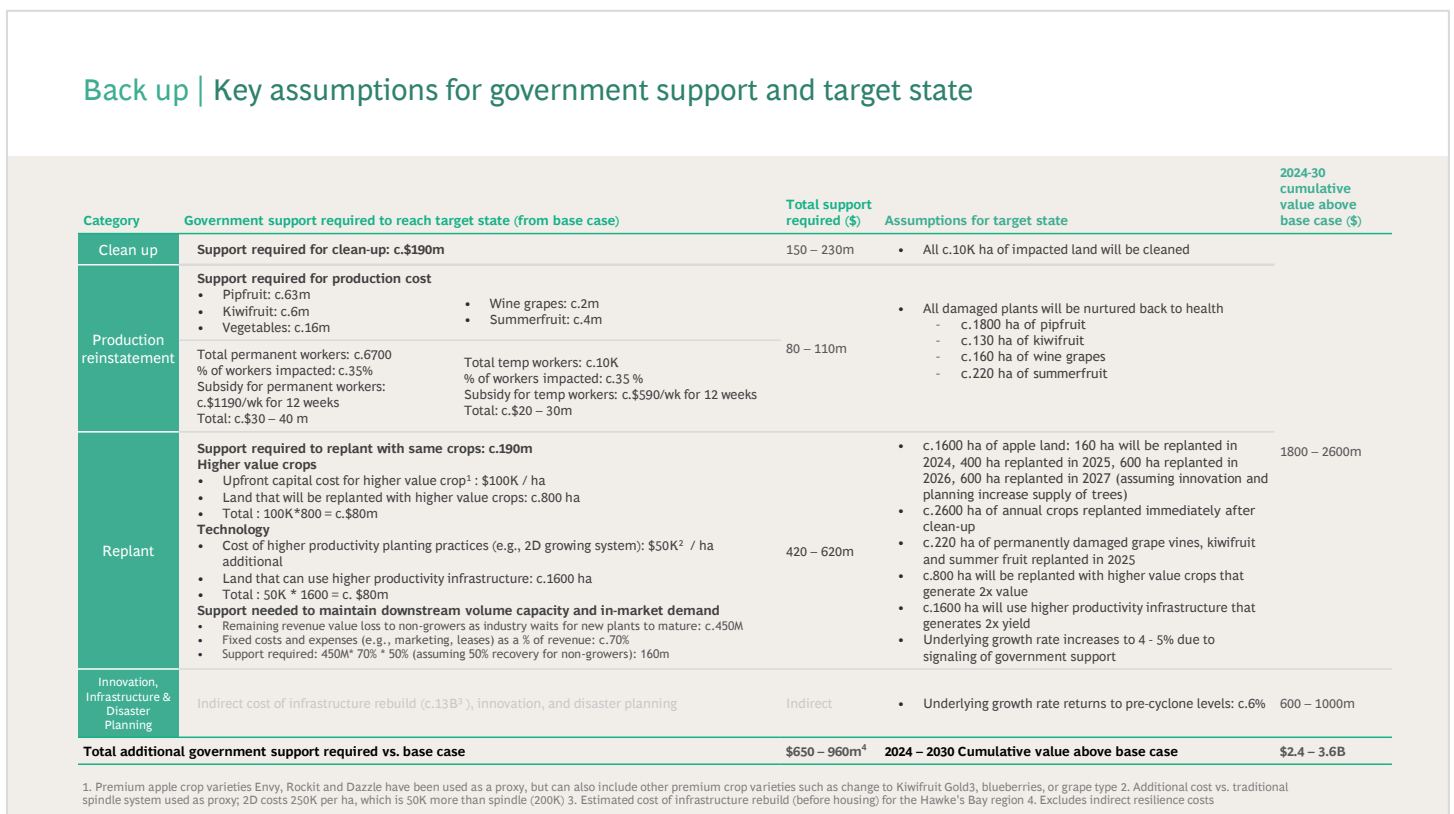 Back up | Key assumptions for government support and target state
Category
Government support required to reach target state (from base case)
Total support
required ($)
Assumptions for target state
2024-30
cumulative
value above
base case ($)
Clean up
Support required for clean-up: c.$190m
150 – 230m
• All c.10K ha of impacted land will be cleaned
Production
reinstatement
Support required for production cost
• Pipfruit: c.63m
• Kiwifruit: c.6m
• Vegetables: c.16m
• Wine grapes: c.2m
• Summerfruit: c.4m
Total permanent workers: c.6700
% of workers impacted: c.35%
Subsidy for permanent workers:
c.$1190/wk for 12 weeks
Total: c.$30 – 40 m
Total temp workers: c.10K
% of workers impacted: c.35 %
Subsidy for temp workers: c.$590/wk for 12 weeks
Total: c.$20 – 30m
80 – 110m
• All damaged plants will be nurtured back to health
- c.1800 ha of pipfruit
- c.130 ha of kiwifruit
- c.160 ha of wine grapes
- c.220 ha of summerfruit
Replant
Support required to replant with same crops: c.190m
Higher value crops
• Upfront capital cost for higher value crop¹ : $100K / ha
• Land that will be replanted with higher value crops: c.800 ha
• Total : 100K*800 = c.$80m
Technology
• Cost of higher productivity planting practices (e.g., 2D growing system): $50K² / ha
additional
• Land that can use higher productivity infrastructure: c.1600 ha
• Total : 50K * 1600 = c. $80m
Support needed to maintain downstream volume capacity and in-market demand
• Remaining revenue value loss to non-growers as industry waits for new plants to mature: c.450M
• Fixed costs and expenses (e.g., marketing, leases) as a % of revenue: c.70%
• Support required: 450M* 70% * 50% (assuming 50% recovery for non-growers): 160m
420 – 620m
• c.1600 ha of apple land: 160 ha will be replanted in
2024, 400 ha replanted in 2025, 600 ha replanted in
2026, 600 ha replanted in 2027 (assuming innovation and
planning increase supply of trees)
• c.2600 ha of annual crops replanted immediately after
clean-up
• c.220 ha of permanently damaged grape vines, kiwifruit
and summer fruit replanted in 2025
• c.800 ha will be replanted with higher value crops that
generate 2x value
• c.1600 ha will use higher productivity infrastructure that
generates 2x yield
• Underlying growth rate increases to 4 - 5% due to
signaling of government support
1800 – 2600m
Innovation,
Infrastructure &
Disaster
Planning
Indirect cost of infrastructure rebuild (c.13B³ ), innovation, and disaster planning
Indirect
• Underlying growth rate returns to pre-cyclone levels: c.6%
600 – 1000m
Total additional government support required vs. base case
$650 – 960m⁴
2024 – 2030 Cumulative value above base case
$2.4 – 3.6B
1. Premium apple crop varieties Envy, Rockit and Dazzle have been used as a proxy, but can also include other premium crop varieties such as change to Kiwifruit Gold3, blueberries, or grape type 2. Additional cost vs. traditional
spindle system used as proxy; 2D costs 250K per ha, which is 50K more than spindle (200K) 3. Estimated cost of infrastructure rebuild (before housing) for the Hawke's Bay region 4. Excludes indirect resilience costs